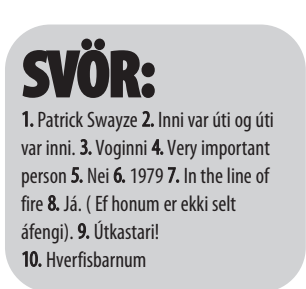 SVÖR:
1. Patrick Swayze 2. Inni var úti og úti
var inni. 3. Voginni 4. Very important
person 5. Nei 6. 1979 7. In the line of
fire 8. Já. ( Ef honum er ekki selt
áfengi). 9. Útkastari!
10. Hverfisbarnum